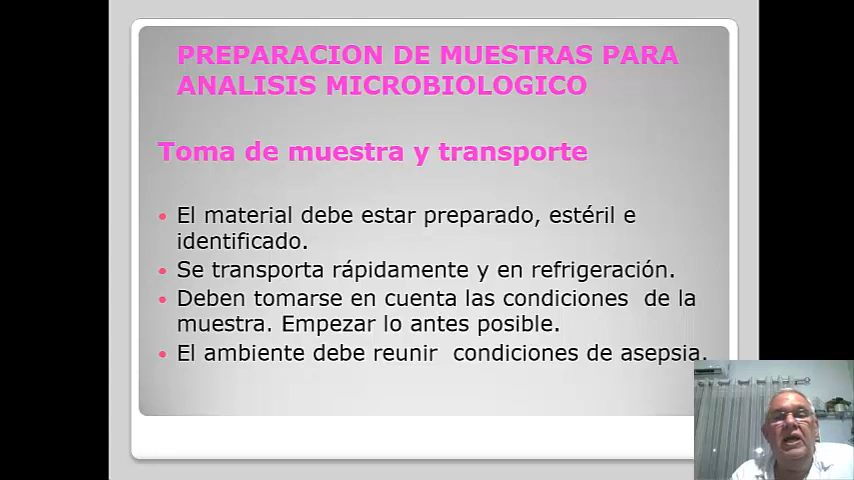 PREPARACION DE MUESTRAS PARA
ANALISIS MICROBIOLOGICO
Toma de muestra y transporte
• El material debe estar preparado, estéril e
identificado.
• Se transporta rápidamente y en refrigeración.
• Deben tomarse en cuenta las condiciones de la
muestra. Empezar lo antes posible.
• El ambiente debe reunir condiciones de asepsia.